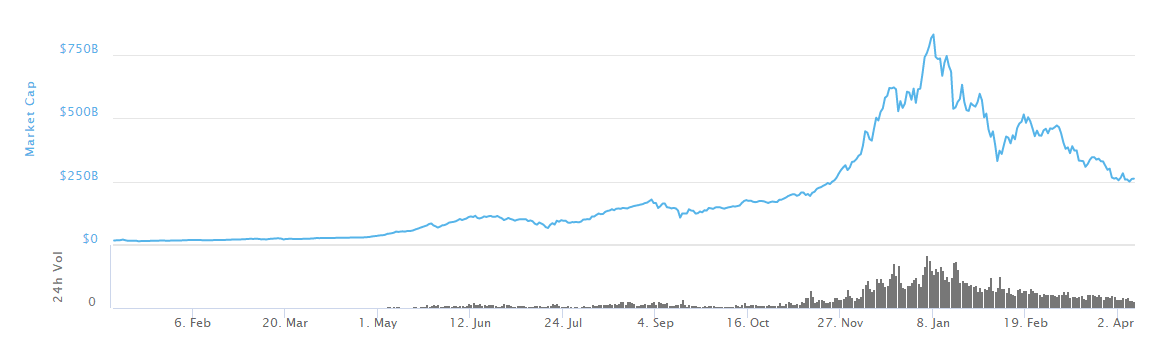 $750B
$500B
$250B
$0
Market Cap
0
24h Vol
6. Feb 20. Mar 1. May 12. Jun 24. Jul 4. Sep 16. Oct 27. Nov 8. Jan 19. Feb 2. Apr